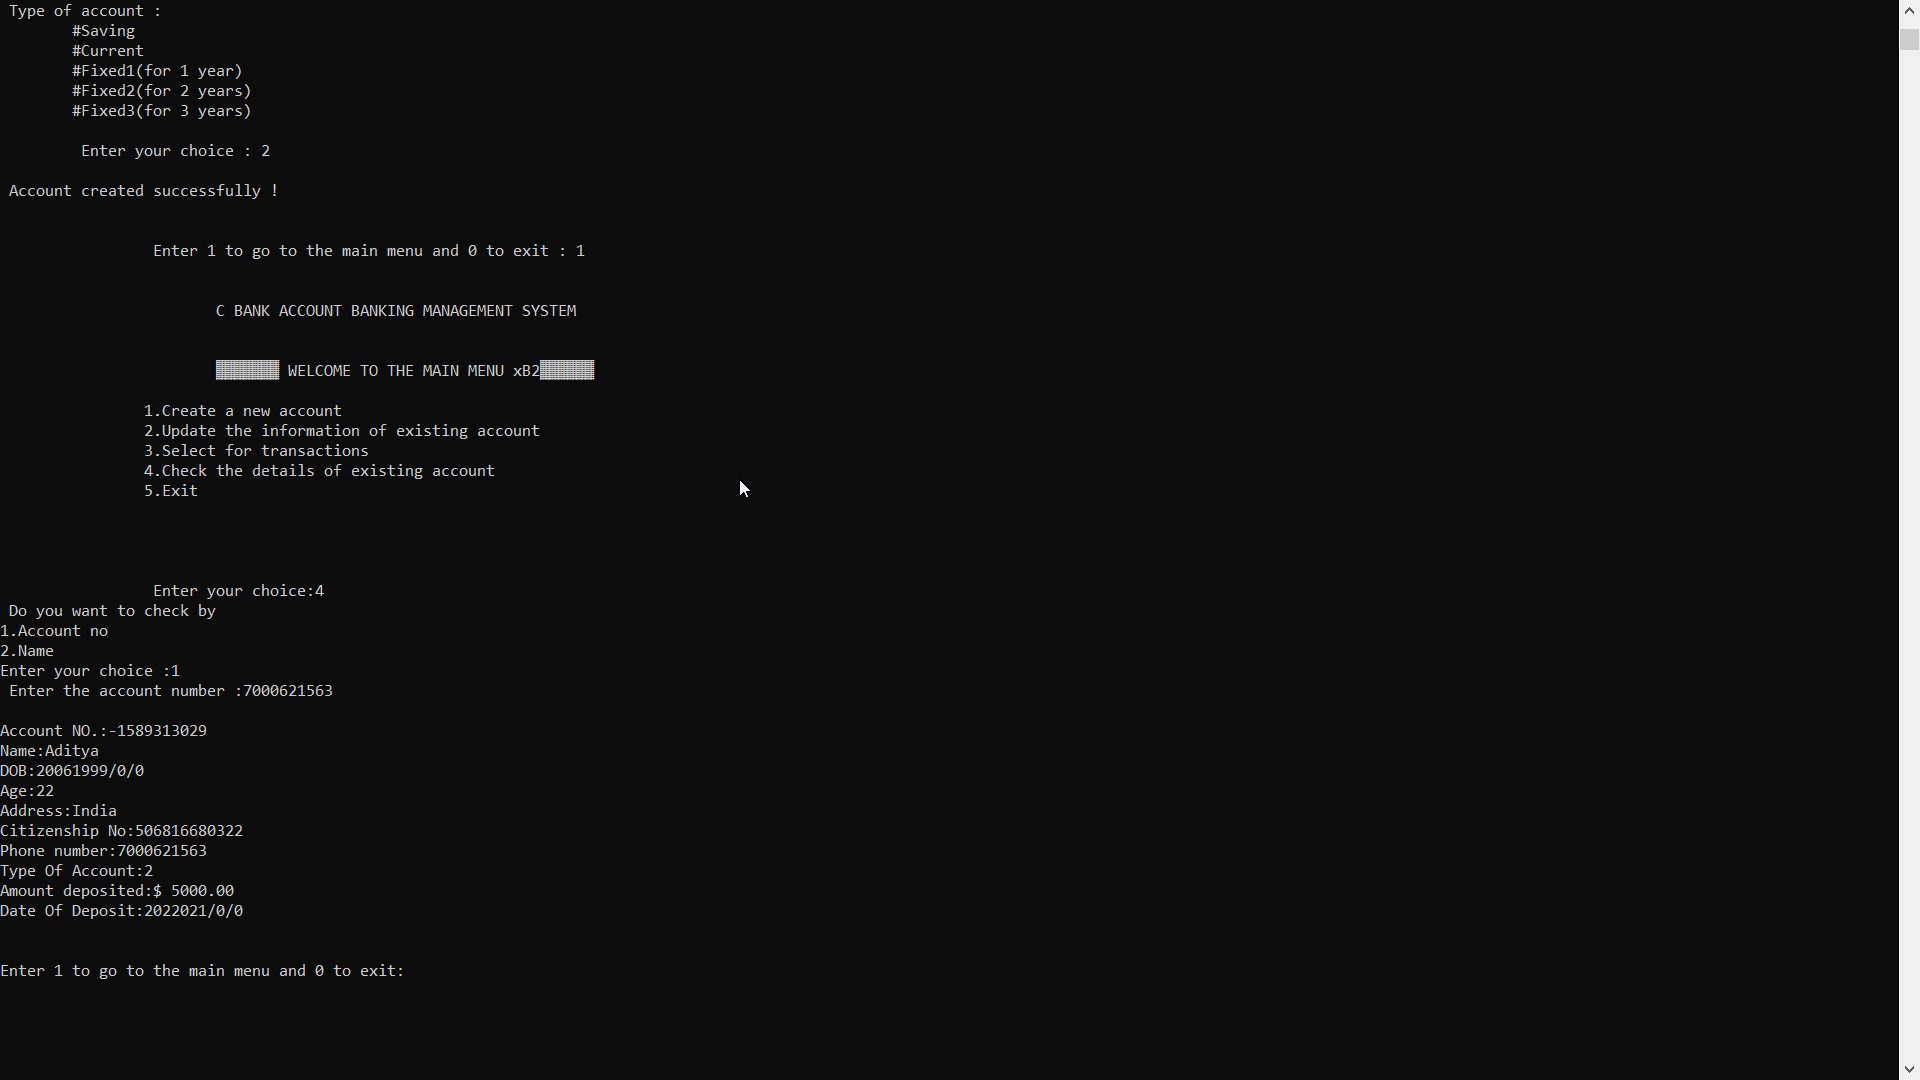 Type of account :
#Saving
#Current
#Fixed1(for 1 year)
#Fixed2(for 2 years)
#Fixed3(for 3 years)
Enter your choice : 2
Account created successfully !
Enter 1 to go to the main menu and 0 to exit : 1
C BANK ACCOUNT BANKING MANAGEMENT SYSTEM
▓▓▓▓▓▓▓ WELCOME TO THE MAIN MENU xB2▓▓▓▓▓▓
1.Create a new account
2.Update the information of existing account
3.Select for transactions
4.Check the details of existing account
5.Exit
Enter your choice:4
Do you want to check by
1.Account no
2.Name
Enter your choice :1
Enter the account number :7000621563
Account NO.:-1589313029
Name:Aditya
DOB:20061999/0/0
Age:22
Address:India
Citizenship No:506816680322
Phone number:7000621563
Type Of Account:2
Amount deposited:$ 5000.00
Date Of Deposit:2022021/0/0
Enter 1 to go to the main menu and 0 to exit: